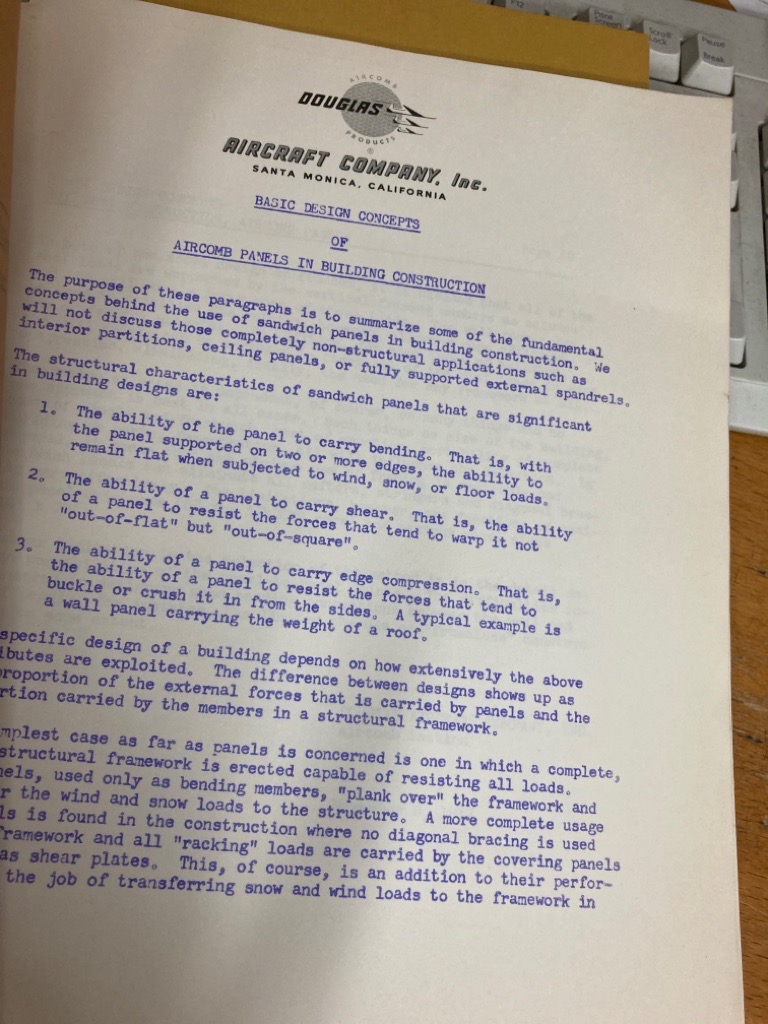 F12
Print Screen
Scroll Lock
Pause
Break
AIRCOMB
DOUGLAS
PRODUCTS
®
AIRCRAFT COMPANY, Inc.
SANTA MONICA, CALIFORNIA
BASIC DESIGN CONCEPTS
OF
AIRCOMB PANELS IN BUILDING CONSTRUCTION
The purpose of these paragraphs is to summarize some of the fundamental
concepts behind the use of sandwich panels in building construction. We
will not discuss those completely non-structural applications such as
interior partitions, ceiling panels, or fully supported external spandrels.
The structural characteristics of sandwich panels that are significant
in building designs are:
1. The ability of the panel to carry bending. That is, with
the panel supported on two or more edges, the ability to
remain flat when subjected to wind, snow, or floor loads.
2. The ability of a panel to carry shear. That is, the ability
of a panel to resist the forces that tend to warp it not
"out-of-flat" but "out-of-square".
3. The ability of a panel to carry edge compression. That is,
the ability of a panel to resist the forces that tend to
buckle or crush it in from the sides. A typical example is
a wall panel carrying the weight of a roof.
specific design of a building depends on how extensively the above
ibutes are exploited. The difference between designs shows up as
proportion of the external forces that is carried by panels and the
rtion carried by the members in a structural framework.
mplest case as far as panels is concerned is one in which a complete,
structural framework is erected capable of resisting all loads.
nels, used only as bending members, "plank over" the framework and
r the wind and snow loads to the structure. A more complete usage
ls is found in the construction where no diagonal bracing is used
ramework and all "racking" loads are carried by the covering panels
as shear plates. This, of course, is an addition to their perfor-
the job of transferring snow and wind loads to the framework in